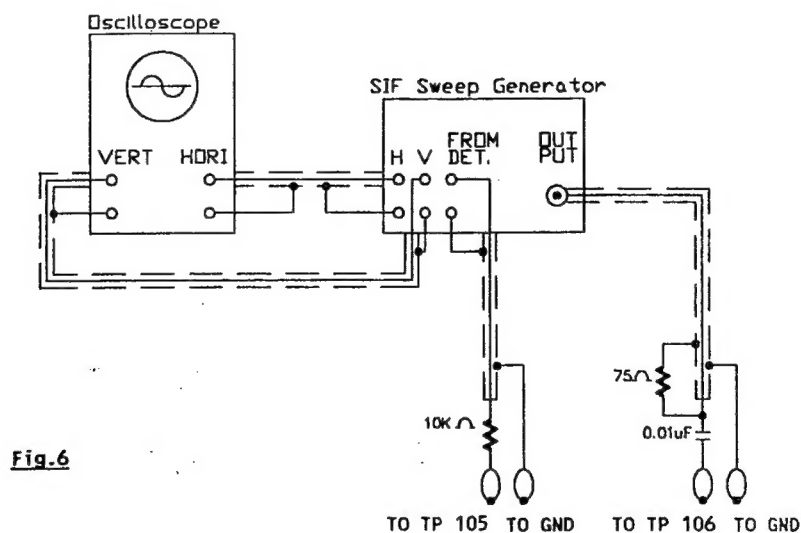 Oscilloscope
VERT HORI
SIF Sweep Generator
H V FROM DET.
OUT PUT
10KΩ
75Ω
0.01uF
Fig.6
TO TP 105 TO GND
TO TP 106 TO GND